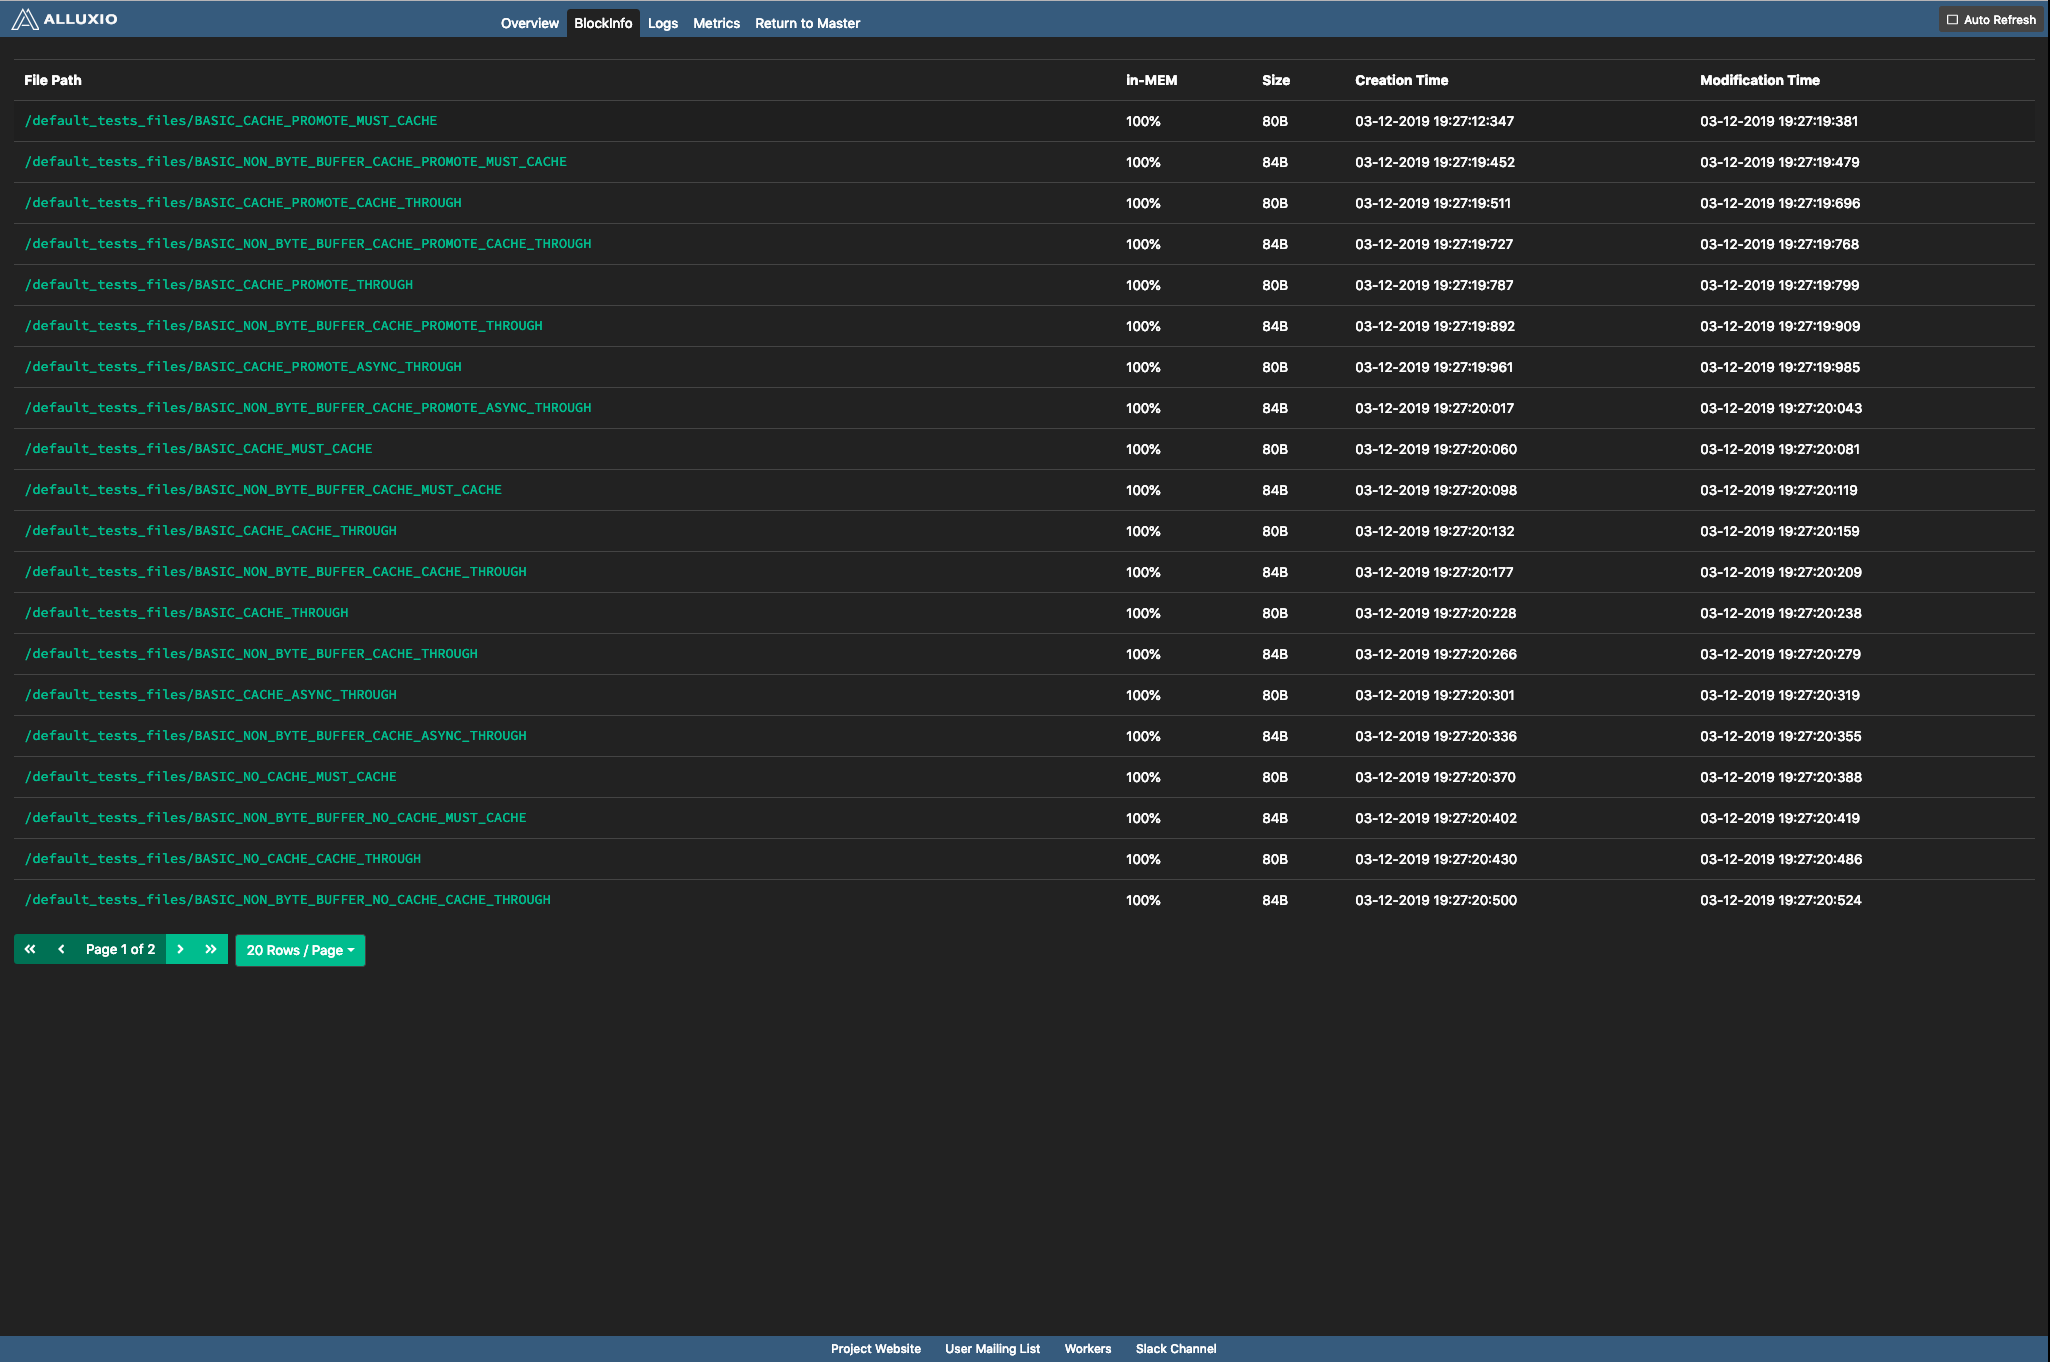 ALLUXIO Overview BlockInfo Logs Metrics Return to Master Auto Refresh
File Path in-MEM Size Creation Time Modification Time
/default_tests_files/BASIC_CACHE_PROMOTE_MUST_CACHE 100% 80B 03-12-2019 19:27:12:347 03-12-2019 19:27:19:381
/default_tests_files/BASIC_NON_BYTE_BUFFER_CACHE_PROMOTE_MUST_CACHE 100% 84B 03-12-2019 19:27:19:452 03-12-2019 19:27:19:479
/default_tests_files/BASIC_CACHE_PROMOTE_CACHE_THROUGH 100% 80B 03-12-2019 19:27:19:511 03-12-2019 19:27:19:696
/default_tests_files/BASIC_NON_BYTE_BUFFER_CACHE_PROMOTE_CACHE_THROUGH 100% 84B 03-12-2019 19:27:19:727 03-12-2019 19:27:19:768
/default_tests_files/BASIC_CACHE_PROMOTE_THROUGH 100% 80B 03-12-2019 19:27:19:787 03-12-2019 19:27:19:799
/default_tests_files/BASIC_NON_BYTE_BUFFER_CACHE_PROMOTE_THROUGH 100% 84B 03-12-2019 19:27:19:892 03-12-2019 19:27:19:909
/default_tests_files/BASIC_CACHE_PROMOTE_ASYNC_THROUGH 100% 80B 03-12-2019 19:27:19:961 03-12-2019 19:27:19:985
/default_tests_files/BASIC_NON_BYTE_BUFFER_CACHE_PROMOTE_ASYNC_THROUGH 100% 84B 03-12-2019 19:27:20:017 03-12-2019 19:27:20:043
/default_tests_files/BASIC_CACHE_MUST_CACHE 100% 80B 03-12-2019 19:27:20:060 03-12-2019 19:27:20:081
/default_tests_files/BASIC_NON_BYTE_BUFFER_CACHE_MUST_CACHE 100% 84B 03-12-2019 19:27:20:098 03-12-2019 19:27:20:119
/default_tests_files/BASIC_CACHE_CACHE_THROUGH 100% 80B 03-12-2019 19:27:20:132 03-12-2019 19:27:20:159
/default_tests_files/BASIC_NON_BYTE_BUFFER_CACHE_CACHE_THROUGH 100% 84B 03-12-2019 19:27:20:177 03-12-2019 19:27:20:209
/default_tests_files/BASIC_CACHE_THROUGH 100% 80B 03-12-2019 19:27:20:228 03-12-2019 19:27:20:238
/default_tests_files/BASIC_NON_BYTE_BUFFER_CACHE_THROUGH 100% 84B 03-12-2019 19:27:20:266 03-12-2019 19:27:20:279
/default_tests_files/BASIC_CACHE_ASYNC_THROUGH 100% 80B 03-12-2019 19:27:20:301 03-12-2019 19:27:20:319
/default_tests_files/BASIC_NON_BYTE_BUFFER_CACHE_ASYNC_THROUGH 100% 84B 03-12-2019 19:27:20:336 03-12-2019 19:27:20:355
/default_tests_files/BASIC_NO_CACHE_MUST_CACHE 100% 80B 03-12-2019 19:27:20:370 03-12-2019 19:27:20:388
/default_tests_files/BASIC_NON_BYTE_BUFFER_NO_CACHE_MUST_CACHE 100% 84B 03-12-2019 19:27:20:402 03-12-2019 19:27:20:419
/default_tests_files/BASIC_NO_CACHE_CACHE_THROUGH 100% 80B 03-12-2019 19:27:20:430 03-12-2019 19:27:20:486
/default_tests_files/BASIC_NON_BYTE_BUFFER_NO_CACHE_CACHE_THROUGH 100% 84B 03-12-2019 19:27:20:500 03-12-2019 19:27:20:524
« ‹ Page 1 of 2 › » 20 Rows / Page
Project Website User Mailing List Workers Slack Channel